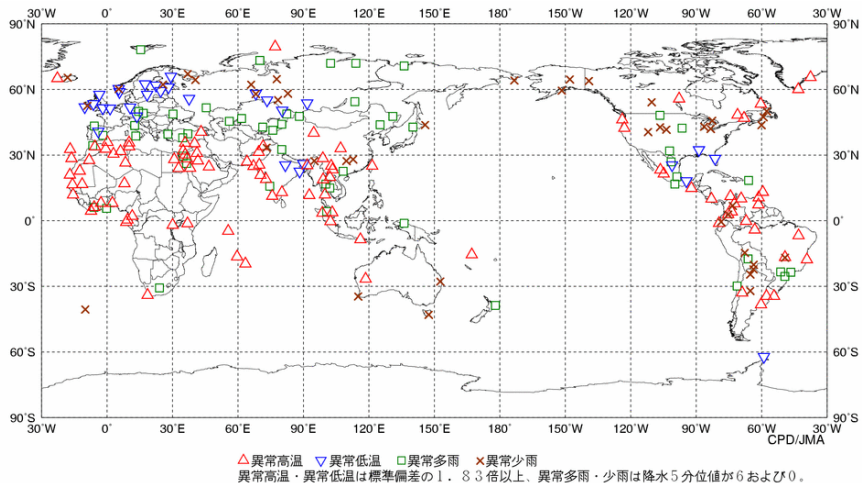 30°W 0° 30°E 60°E 90°E 120°E 150°E 180° 150°W 120°W 90°W 60°W 30°W
90°N 90°N
60°N 60°N
30°N 30°N
0° 0°
30°S 30°S
60°S 60°S
90°S 90°S
30°W 0° 30°E 60°E 90°E 120°E 150°E 180° 150°W 120°W 90°W 60°W 30°W
CPD/JMA
△異常高温 ▽異常低温 □異常多雨 ×異常少雨
異常高温・異常低温は標準偏差の1．83倍以上、異常多雨・少雨は降水5分位値が6および0。